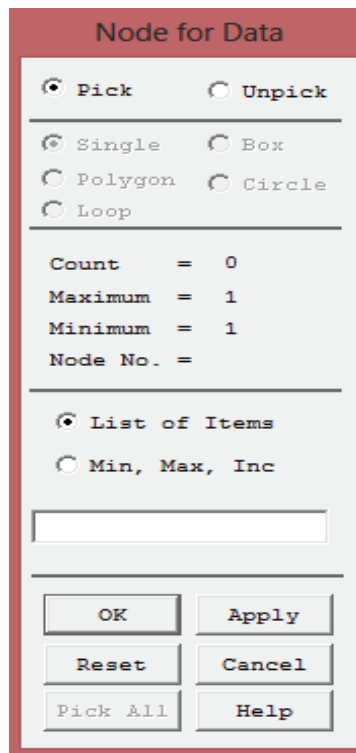 Node for Data
Pick Unpick
Single Box
Polygon Circle
Loop
Count = 0
Maximum = 1
Minimum = 1
Node No. =
List of Items
Min, Max, Inc
OK Apply
Reset Cancel
Pick All Help